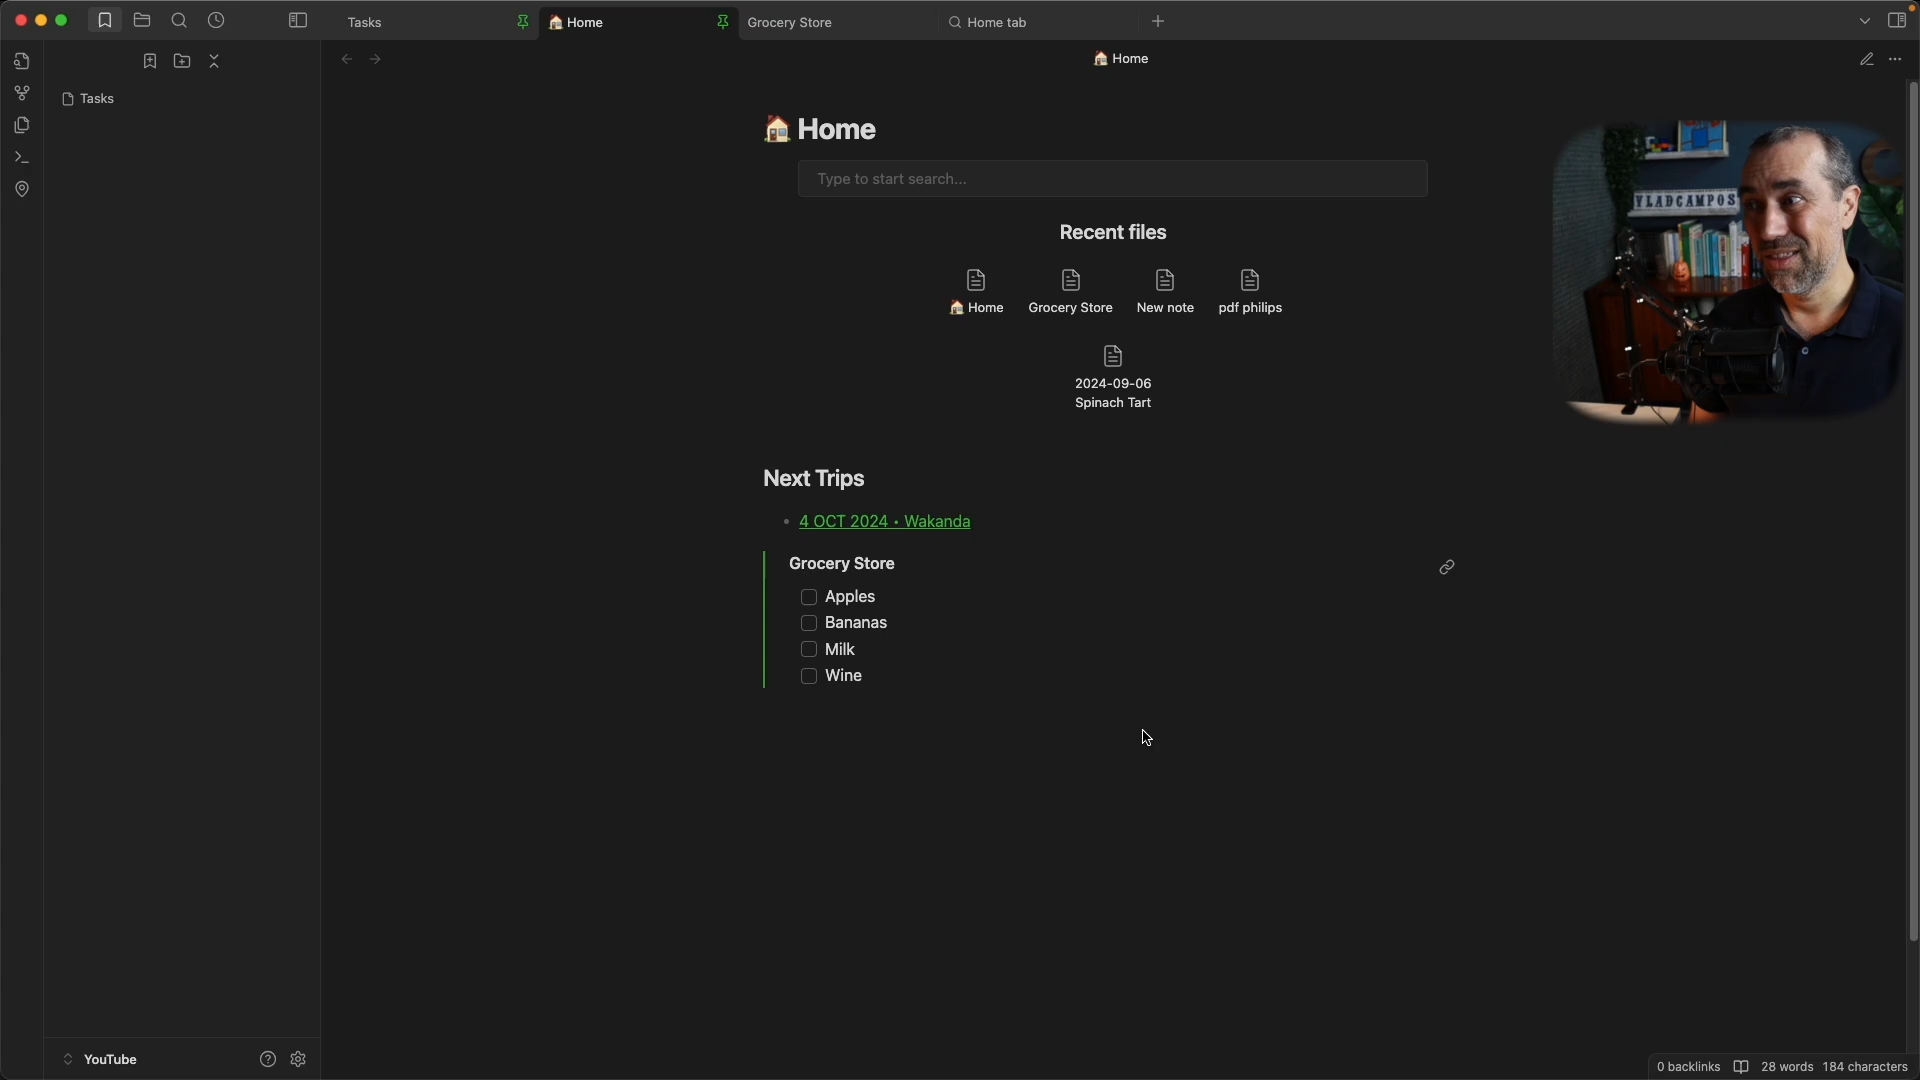 Tasks
🏠 Home
Grocery Store
Home tab
🏠 Home
Tasks
🏠 Home
Type to start search...
Recent files
🏠 Home
Grocery Store
New note
pdf philips
2024-09-06
Spinach Tart
VLADCAMPOS
Next Trips
4 OCT 2024 • Wakanda
Grocery Store
Apples
Bananas
Milk
Wine
YouTube
0 backlinks
28 words
184 characters